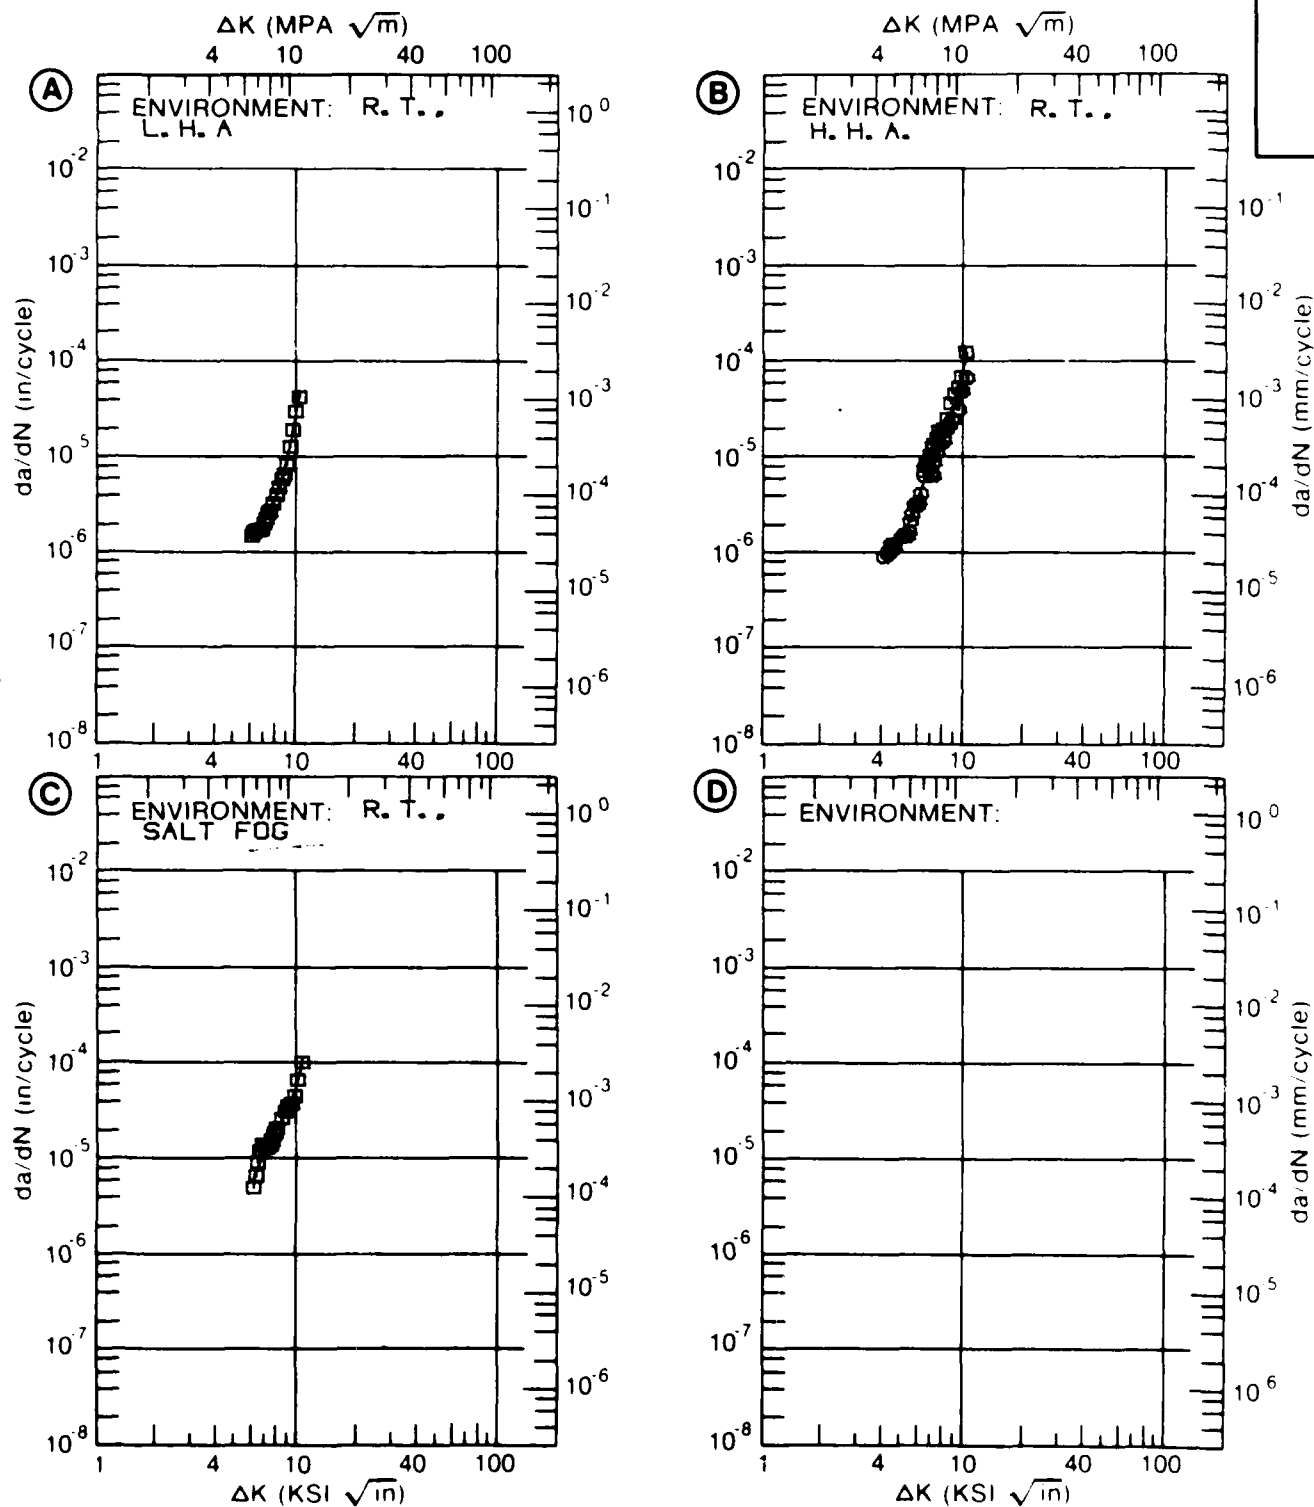 ΔK (MPA √m)
4 10 40 100
A
ENVIRONMENT: R. T. ,
L. H. A
10⁰
10⁻¹
10⁻²
10⁻³
10⁻⁴
10⁻⁵
10⁻⁶
10⁻²
10⁻³
10⁻⁴
10⁻⁵
10⁻⁶
10⁻⁷
10⁻⁸
da/dN (in/cycle)
1 4 10 40 100
ΔK (MPA √m)
4 10 40 100
B
ENVIRONMENT: R. T. ,
H. H. A.
10⁻²
10⁻³
10⁻⁴
10⁻⁵
10⁻⁶
10⁻⁷
10⁻⁸
10⁻¹
10⁻²
10⁻³
10⁻⁴
10⁻⁵
10⁻⁶
da/dN (mm/cycle)
1 4 10 40 100
C
ENVIRONMENT: R. T. ,
SALT FOG
10⁻²
10⁻³
10⁻⁴
10⁻⁵
10⁻⁶
10⁻⁷
10⁻⁸
da/dN (in/cycle)
10⁰
10⁻¹
10⁻²
10⁻³
10⁻⁴
10⁻⁵
10⁻⁶
1 4 10 40 100
ΔK (KSI √in)
D
ENVIRONMENT:
10⁻²
10⁻³
10⁻⁴
10⁻⁵
10⁻⁶
10⁻⁷
10⁻⁸
10⁰
10⁻¹
10⁻²
10⁻³
10⁻⁴
10⁻⁵
10⁶
da/dN (mm/cycle)
1 4 10 40 100
ΔK (KSI √in)